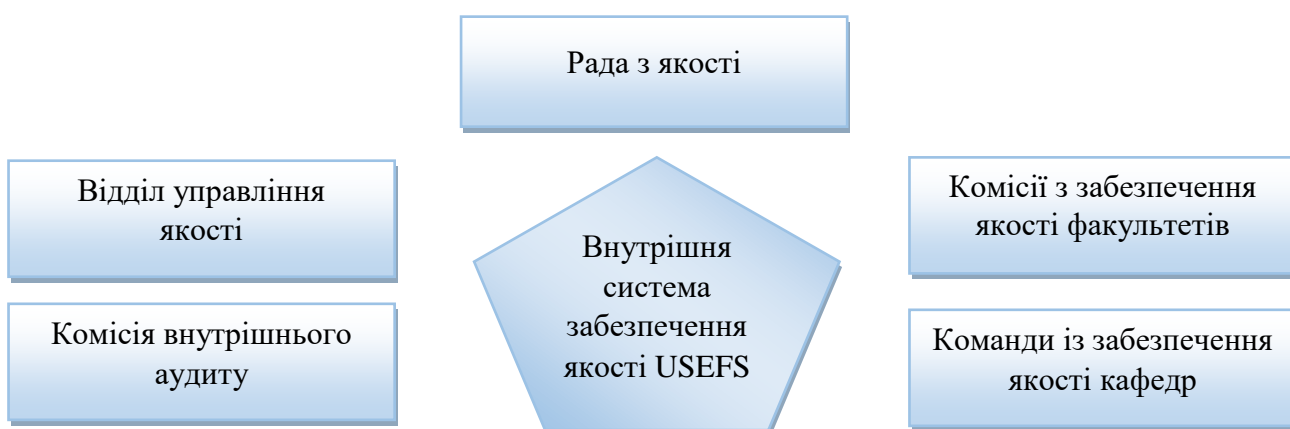 Рада з якості
Відділ управління
якості
Комісії з забезпечення
якості факультетів
Внутрішня
система
забезпечення
якості USEFS
Комісія внутрішнього
аудиту
Команди із забезпечення
якості кафедр